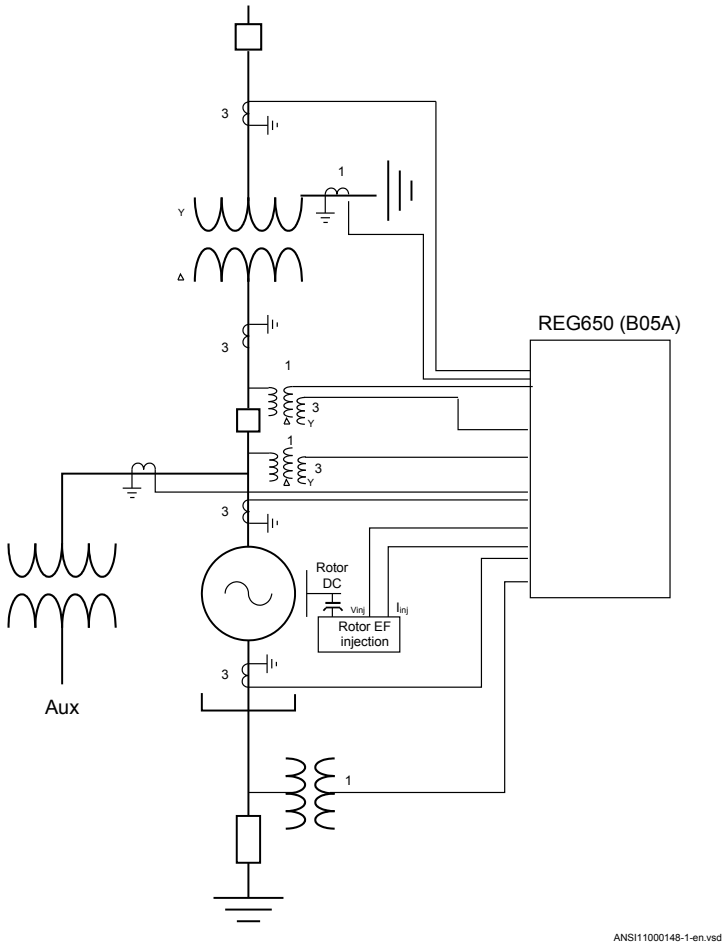 3
1
Y
Δ
REG650 (B05A)
3
1
3
Δ
Y
1
3
Δ
Y
3
Rotor
DC
Vinj
Iinj
Rotor EF
injection
3
Aux
1
ANSI11000148-1-en.vsd